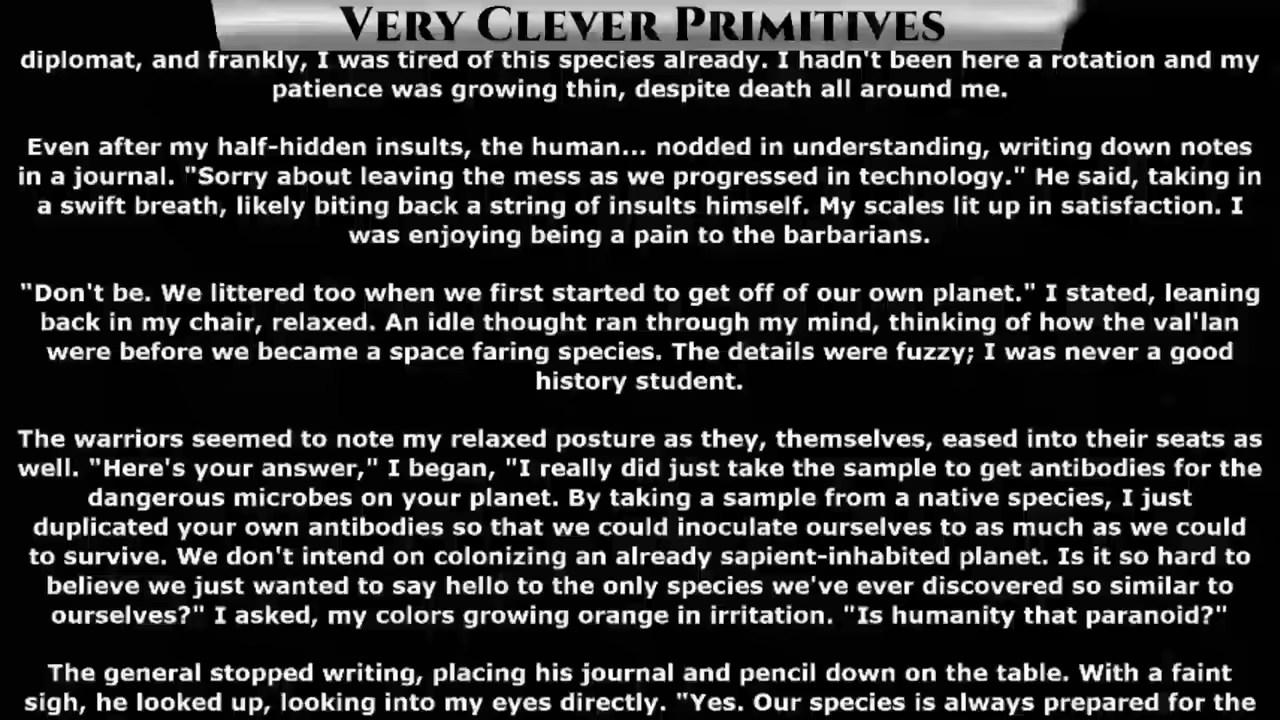 VERY CLEVER PRIMITIVES
diplomat, and frankly, I was tired of this species already. I hadn't been here a rotation and my
patience was growing thin, despite death all around me.
Even after my half-hidden insults, the human... nodded in understanding, writing down notes
in a journal. "Sorry about leaving the mess as we progressed in technology." He said, taking in
a swift breath, likely biting back a string of insults himself. My scales lit up in satisfaction. I
was enjoying being a pain to the barbarians.
"Don't be. We littered too when we first started to get off of our own planet." I stated, leaning
back in my chair, relaxed. An idle thought ran through my mind, thinking of how the val'lan
were before we became a space faring species. The details were fuzzy; I was never a good
history student.
The warriors seemed to note my relaxed posture as they, themselves, eased into their seats as
well. "Here's your answer," I began, "I really did just take the sample to get antibodies for the
dangerous microbes on your planet. By taking a sample from a native species, I just
duplicated your own antibodies so that we could inoculate ourselves to as much as we could
to survive. We don't intend on colonizing an already sapient-inhabited planet. Is it so hard to
believe we just wanted to say hello to the only species we've ever discovered so similar to
ourselves?" I asked, my colors growing orange in irritation. "Is humanity that paranoid?"
The general stopped writing, placing his journal and pencil down on the table. With a faint
sigh, he looked up, looking into my eyes directly. "Yes. Our species is always prepared for the